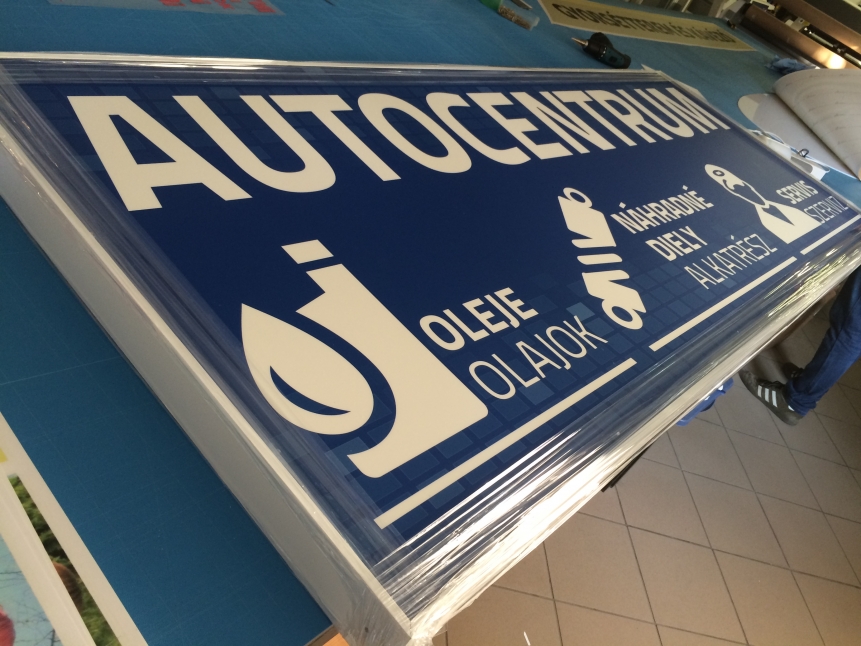 AUTOCENTRUM
OLEJE
OLAJOK
NÁHRADNÉ
DIELY
ALKATRÉSZ
SERVIS
SZERVIZ